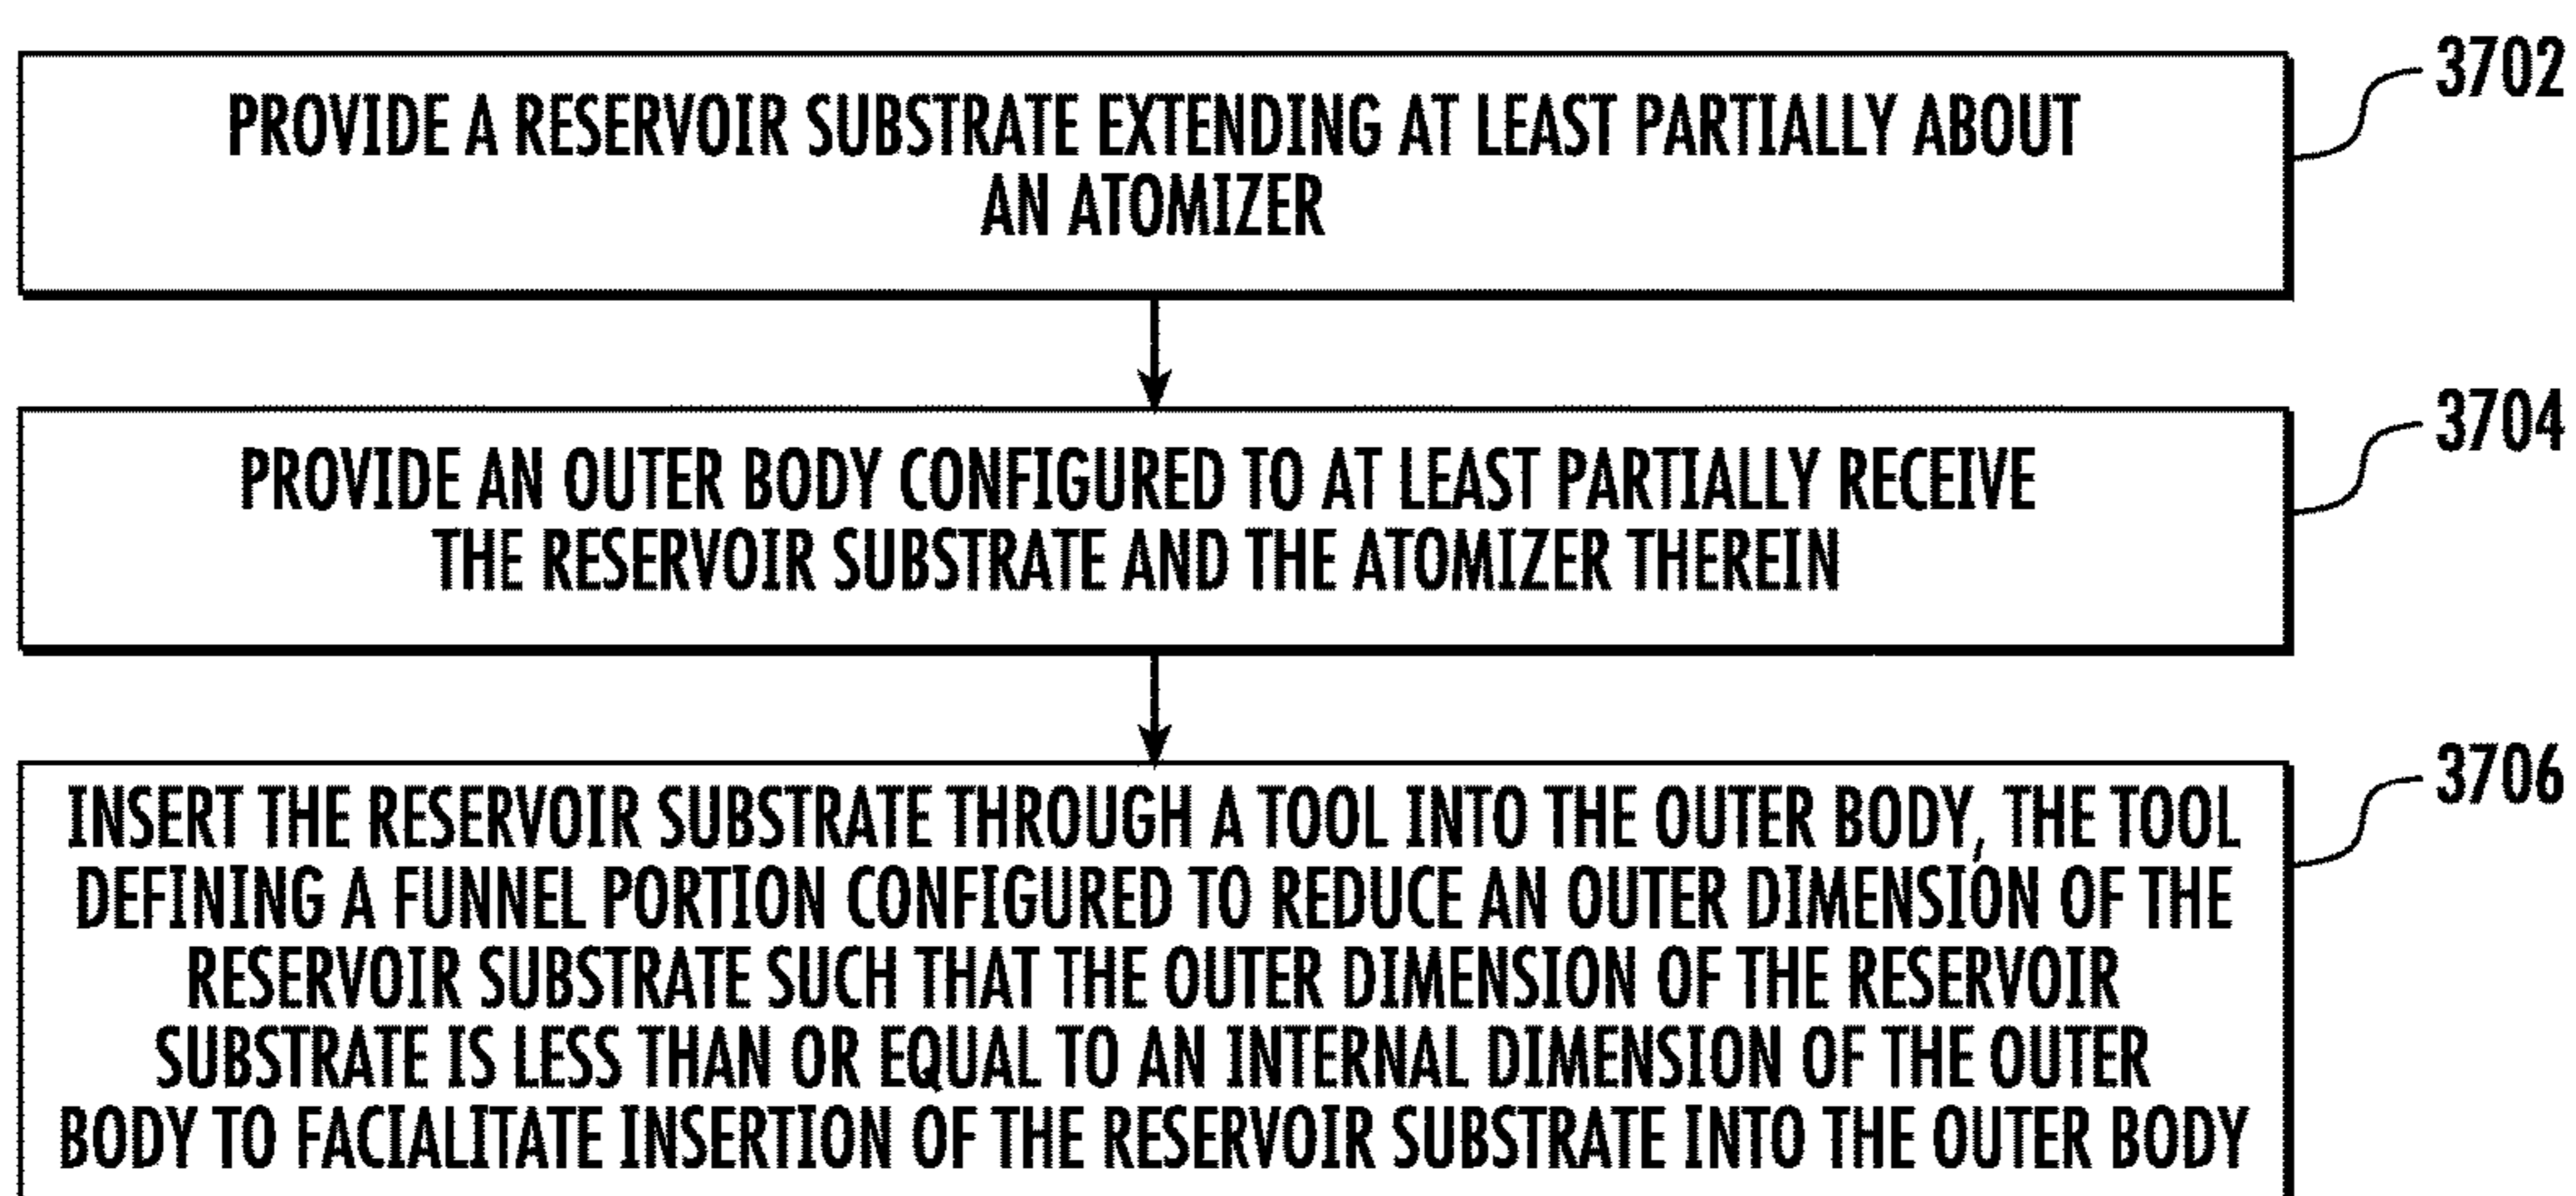 PROVIDE A RESERVOIR SUBSTRATE EXTENDING AT LEAST PARTIALLY ABOUT
AN ATOMIZER
3702
PROVIDE AN OUTER BODY CONFIGURED TO AT LEAST PARTIALLY RECEIVE
THE RESERVOIR SUBSTRATE AND THE ATOMIZER THEREIN
3704
INSERT THE RESERVOIR SUBSTRATE THROUGH A TOOL INTO THE OUTER BODY, THE TOOL
DEFINING A FUNNEL PORTION CONFIGURED TO REDUCE AN OUTER DIMENSION OF THE
RESERVOIR SUBSTRATE SUCH THAT THE OUTER DIMENSION OF THE RESERVOIR
SUBSTRATE IS LESS THAN OR EQUAL TO AN INTERNAL DIMENSION OF THE OUTER
BODY TO FACIALITATE INSERTION OF THE RESERVOIR SUBSTRATE INTO THE OUTER BODY
3706